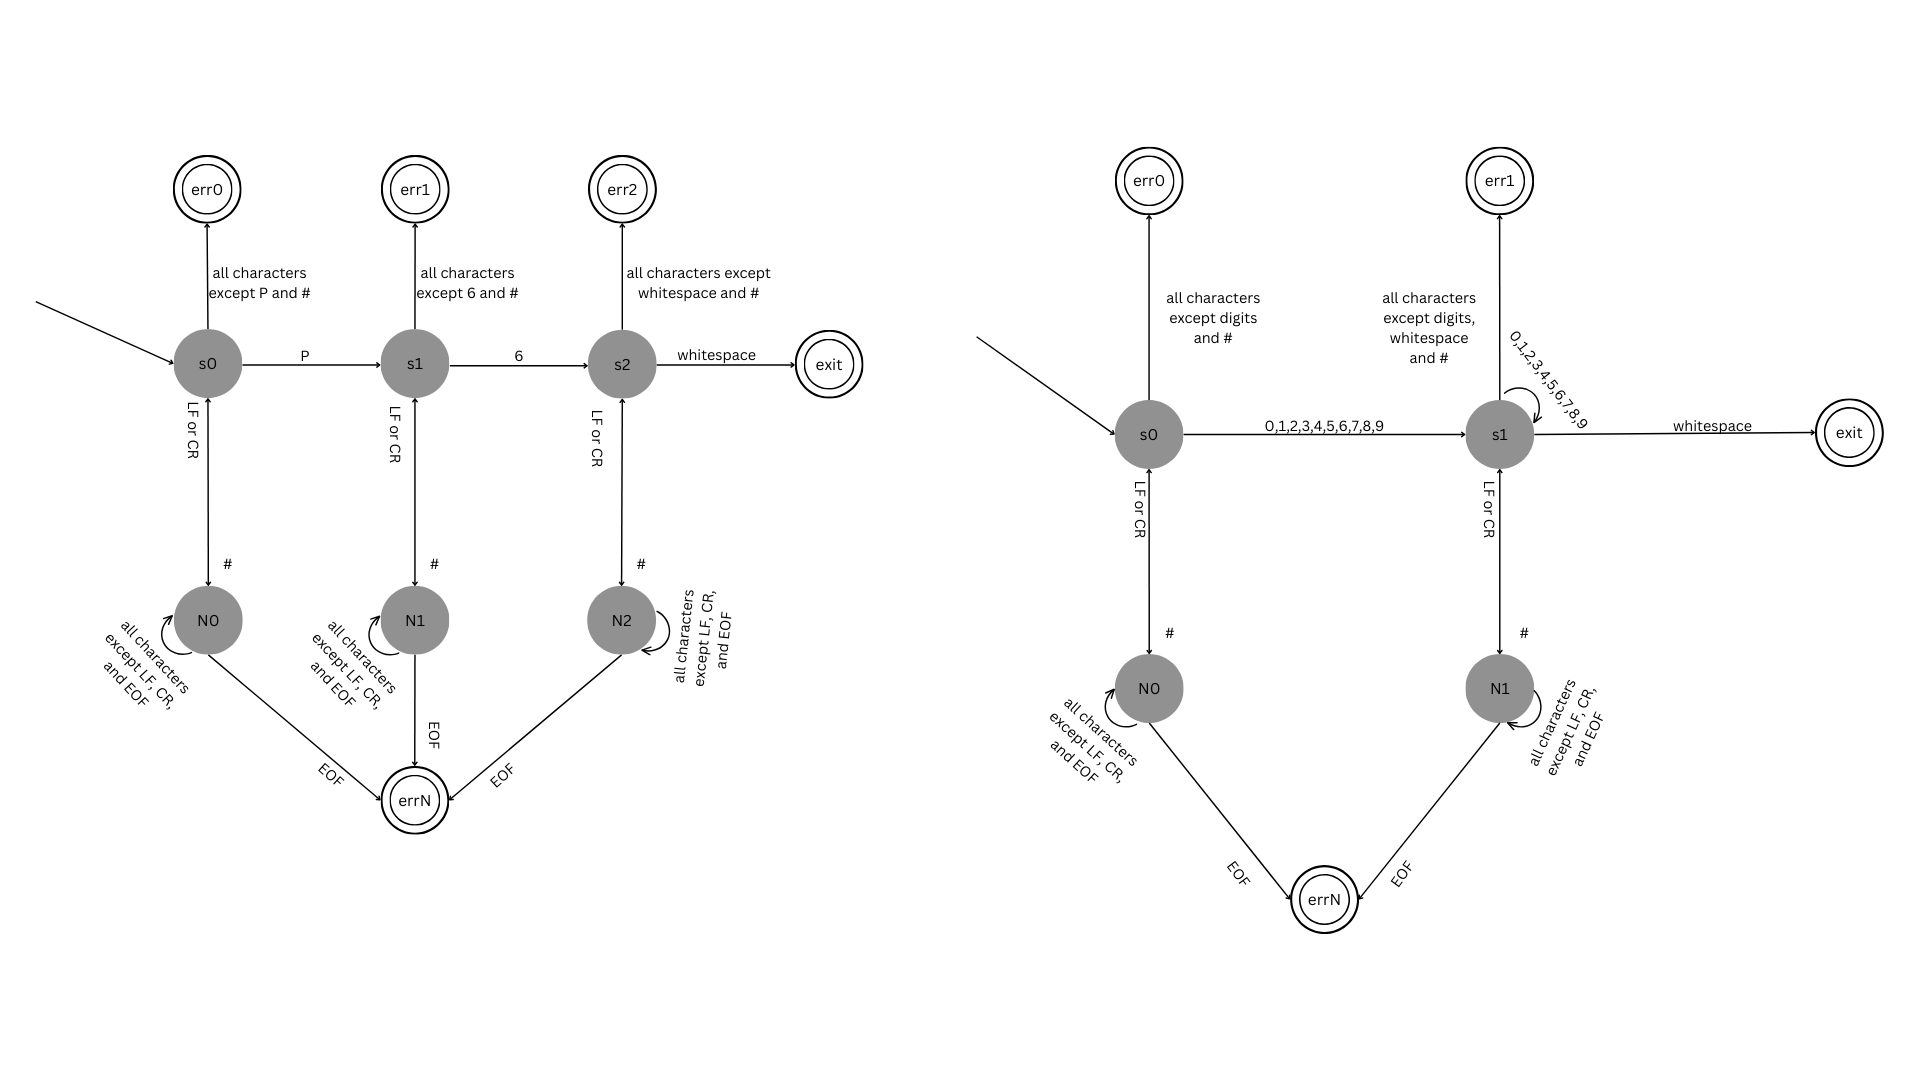 err0
err1
err2
all characters
except P and #
all characters
except 6 and #
all characters except
whitespace and #
s0
P
s1
6
s2
whitespace
exit
LF or CR
LF or CR
LF or CR
#
#
#
N0
N1
N2
all characters
except LF, CR,
and EOF
all characters
except LF, CR,
and EOF
all characters
except LF, CR,
and EOF
EOF
EOF
EOF
errN
err0
err1
all characters
except digits
and #
all characters
except digits,
whitespace
and #
0,1,2,3,4,5,6,7,8,9
s0
0,1,2,3,4,5,6,7,8,9
s1
whitespace
exit
LF or CR
LF or CR
#
#
N0
N1
all characters
except LF, CR,
and EOF
all characters
except LF, CR,
and EOF
EOF
EOF
errN